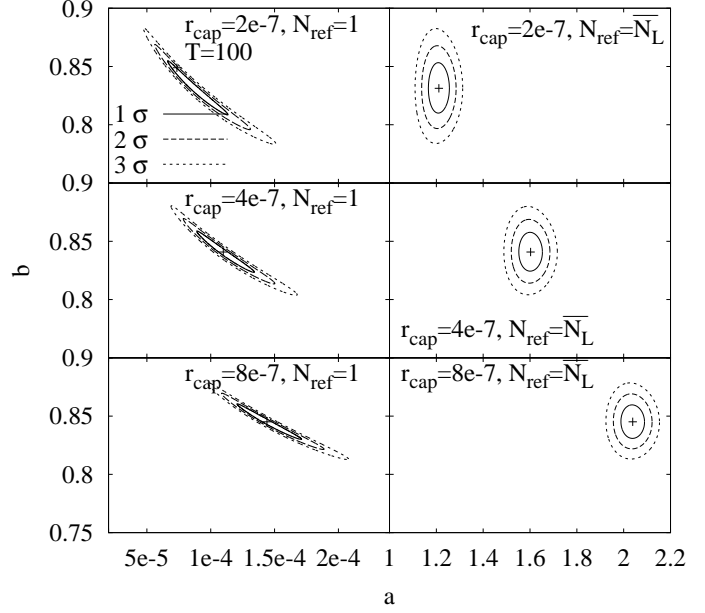 0.9
r_cap=2e-7, N_ref=1
T=100
r_cap=2e-7, N_ref=N̅_L̅
0.85
1 σ
0.8
2 σ
3 σ
0.9
r_cap=4e-7, N_ref=1
0.85
b
0.8
r_cap=4e-7, N_ref=N̅_L̅
0.9
r_cap=8e-7, N_ref=1
r_cap=8e-7, N_ref=N̅_L̅
0.85
0.8
0.75
5e-5 1e-4 1.5e-4 2e-4 1 1.2 1.4 1.6 1.8 2 2.2
a